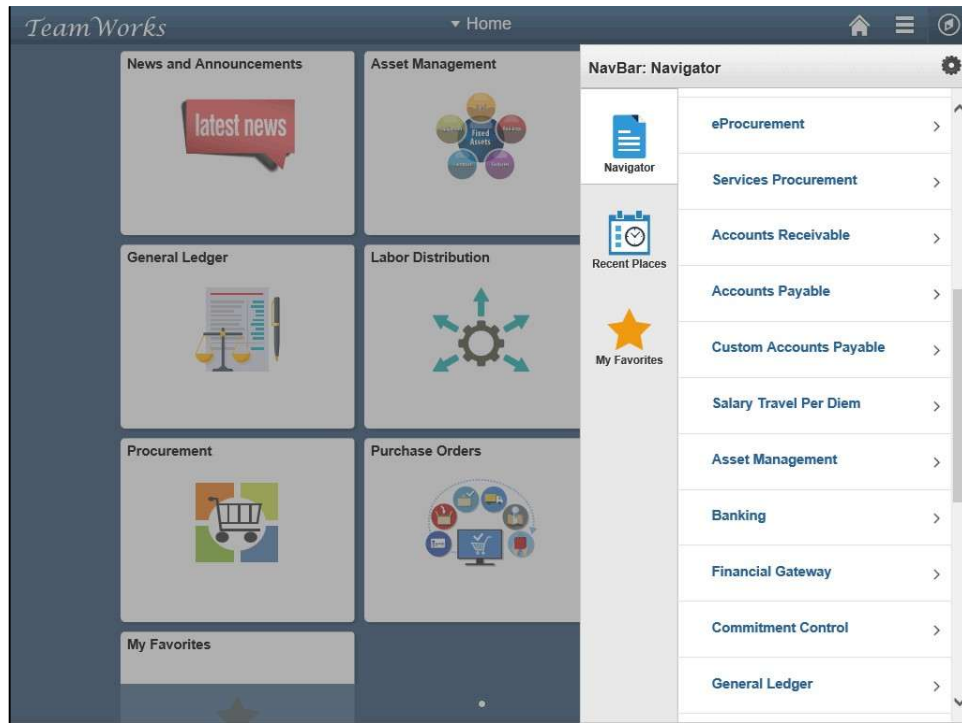 TeamWorks
Home
News and Announcements
latest news
Asset Management
Fixed
Assets
General Ledger
Labor Distribution
Procurement
Purchase Orders
My Favorites
NavBar: Navigator
Navigator
Recent Places
My Favorites
eProcurement
Services Procurement
Accounts Receivable
Accounts Payable
Custom Accounts Payable
Salary Travel Per Diem
Asset Management
Banking
Financial Gateway
Commitment Control
General Ledger